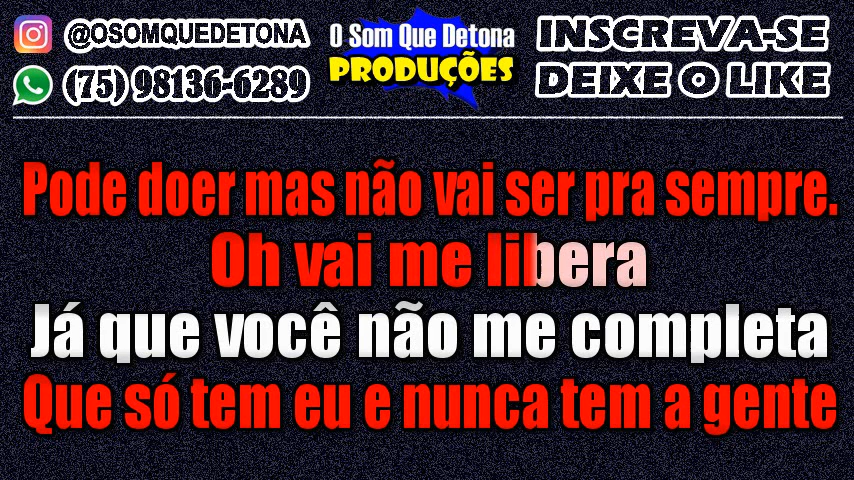 @OSOMQUEDETONA
(75) 98136-6289
O Som Que Detona
PRODUÇÕES
INSCREVA-SE
DEIXE O LIKE
Pode doer mas não vai ser pra sempre.
Oh vai me libera
Já que você não me completa
Que só tem eu e nunca tem a gente